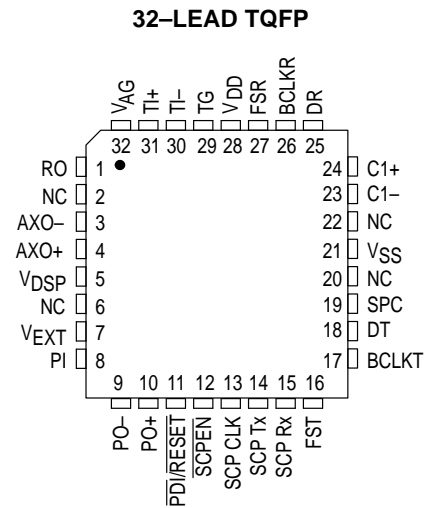 32–LEAD TQFP
VAG TI+ TI– TG VDD FSR BCLKR DR
32 31 30 29 28 27 26 25
RO 1 24 C1+
NC 2 23 C1–
AXO– 3 22 NC
AXO+ 4 21 VSS
VDSP 5 20 NC
NC 6 19 SPC
VEXT 7 18 DT
PI 8 17 BCLKT
9 10 11 12 13 14 15 16
PO– PO+ PDI/RESET SCPEN SCP CLK SCP Tx SCP Rx FST